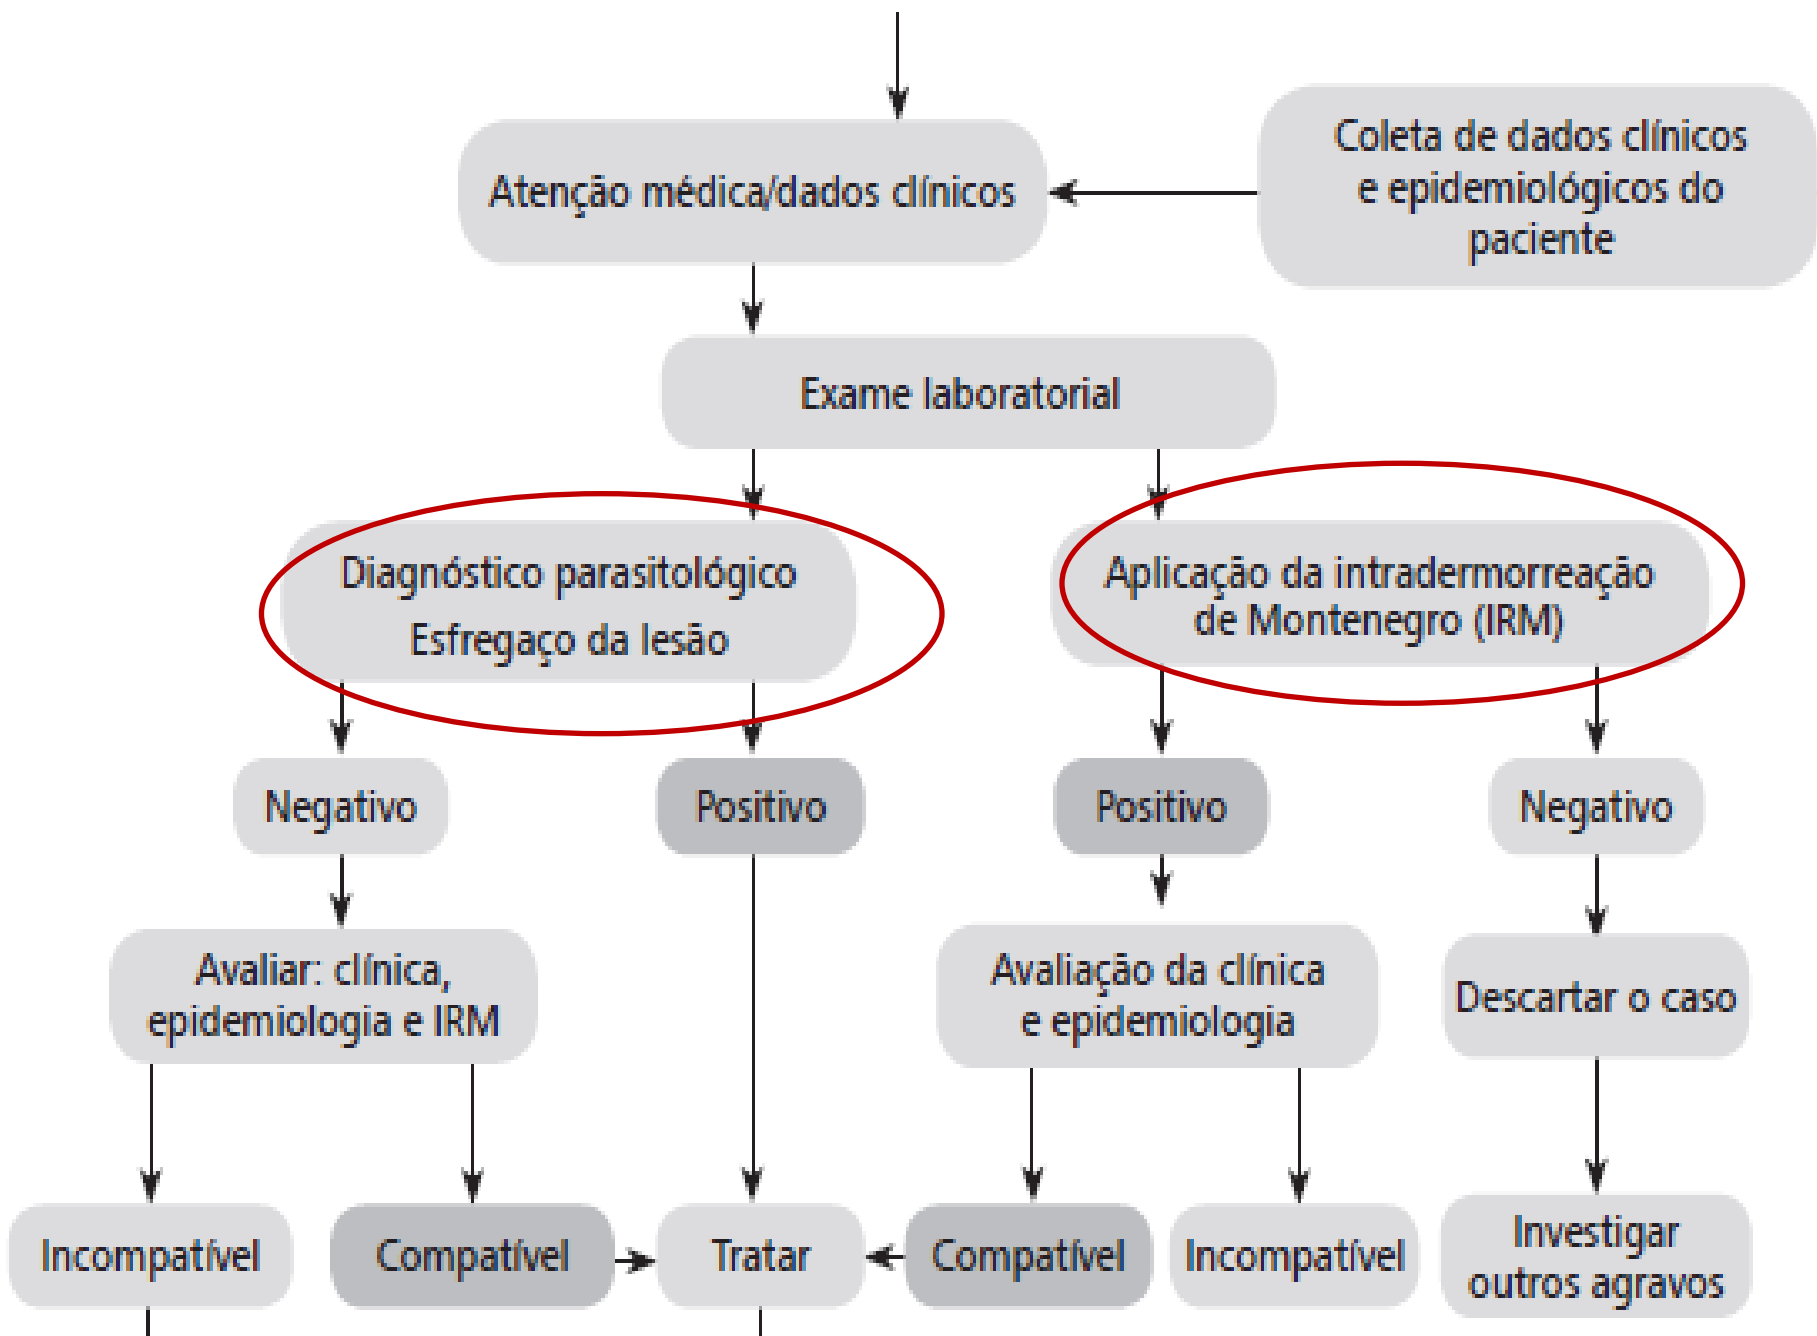 Coleta de dados clínicos
e epidemiológicos do
paciente
Atenção médica/dados clínicos
Exame laboratorial
Diagnóstico parasitológico
Esfregaço da lesão
Aplicação da intradermorreação
de Montenegro (IRM)
Negativo
Positivo
Positivo
Negativo
Avaliar: clínica,
epidemiologia e IRM
Avaliação da clínica
e epidemiologia
Descartar o caso
Incompatível
Compatível
Tratar
Compatível
Incompatível
Investigar
outros agravos